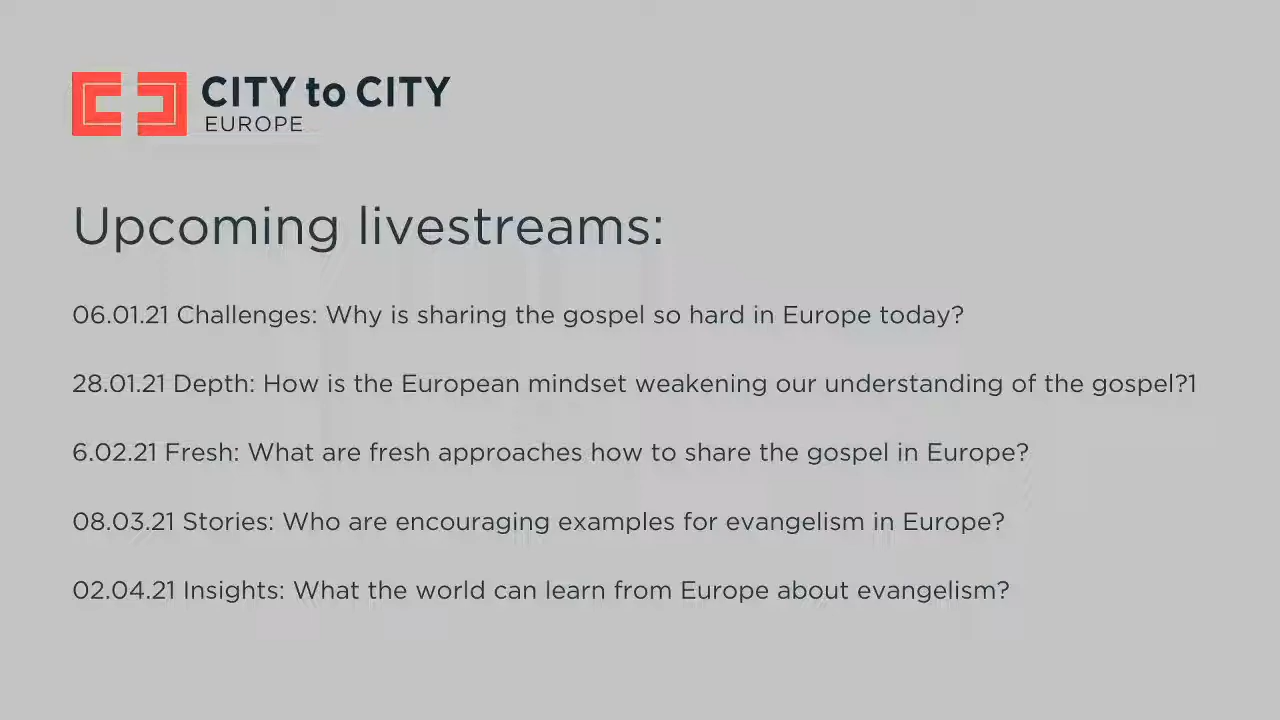 CITY to CITY
EUROPE
Upcoming livestreams:
06.01.21 Challenges: Why is sharing the gospel so hard in Europe today?
28.01.21 Depth: How is the European mindset weakening our understanding of the gospel?1
6.02.21 Fresh: What are fresh approaches how to share the gospel in Europe?
08.03.21 Stories: Who are encouraging examples for evangelism in Europe?
02.04.21 Insights: What the world can learn from Europe about evangelism?